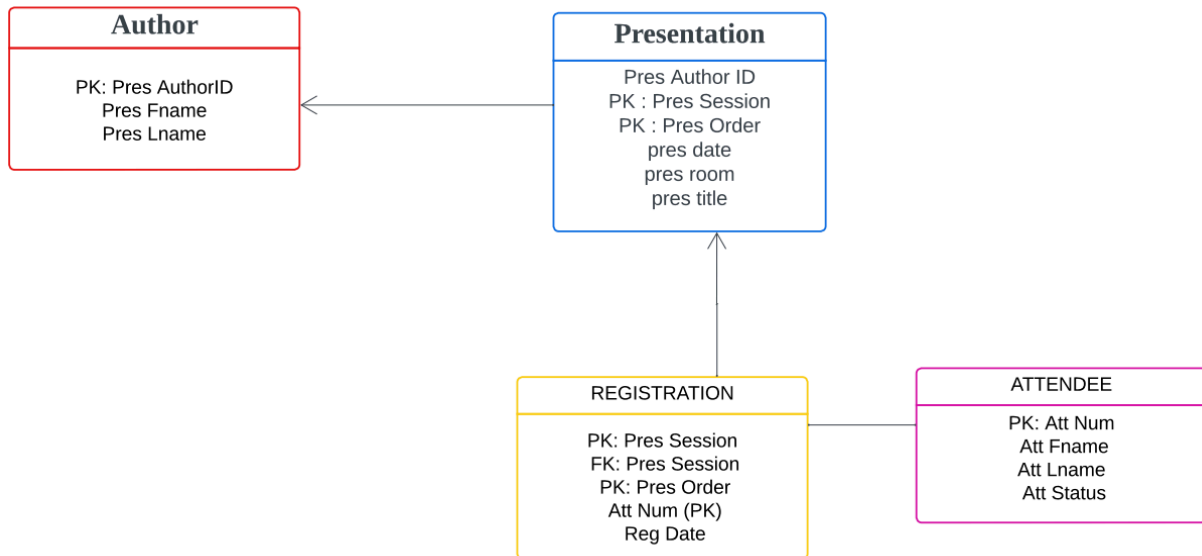 Author
PK: Pres AuthorID
Pres Fname
Pres Lname
Presentation
Pres Author ID
PK : Pres Session
PK : Pres Order
pres date
pres room
pres title
REGISTRATION
PK: Pres Session
FK: Pres Session
PK: Pres Order
Att Num (PK)
Reg Date
ATTENDEE
PK: Att Num
Att Fname
Att Lname
Att Status